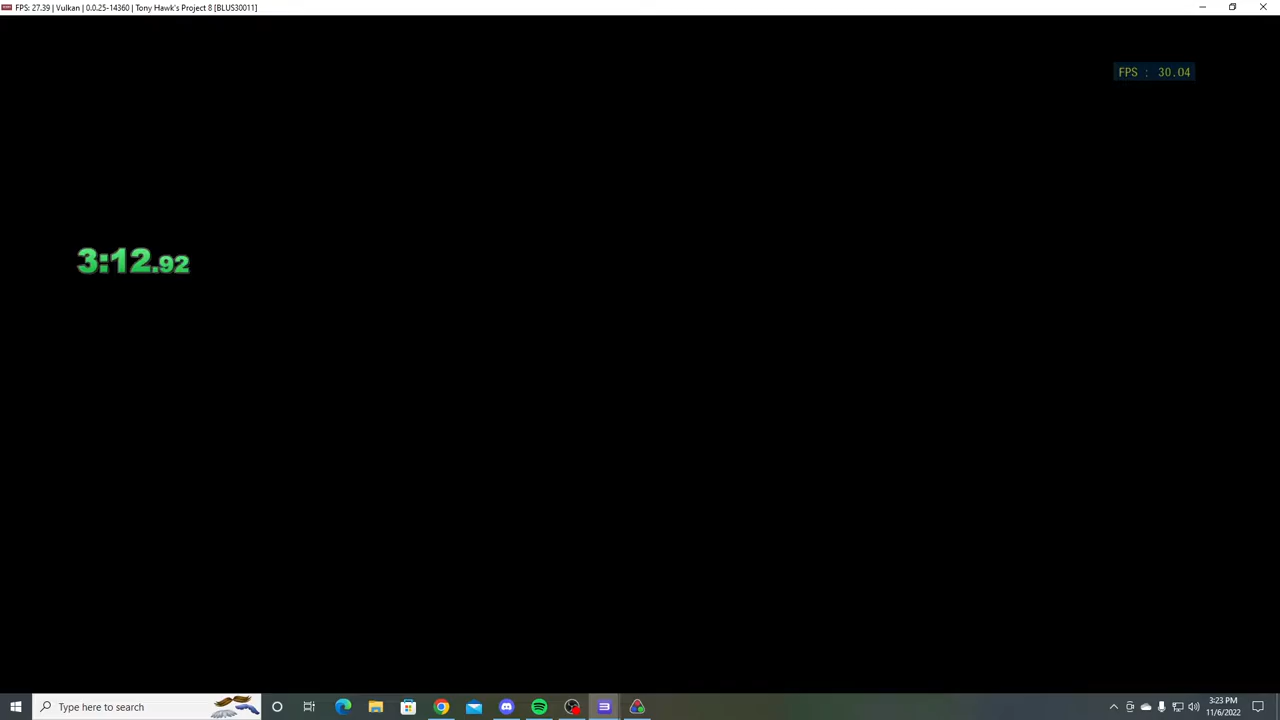 FPS: 27.39 | Vulkan | 0.0.25-14360 | Tony Hawk's Project 8 [BLUS30011]
FPS : 30.04
3:12.92
Type here to search
3:23 PM
11/6/2022